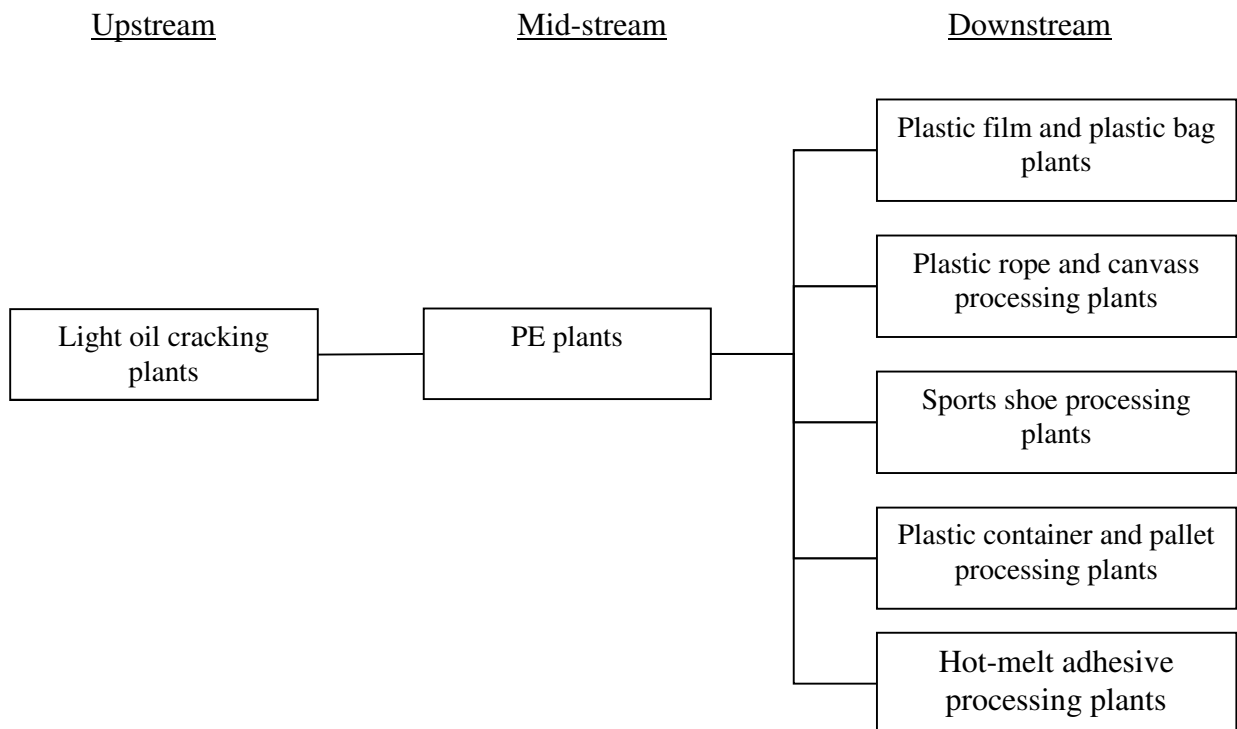 Upstream
Mid-stream
Downstream
Light oil cracking
plants
PE plants
Plastic film and plastic bag
plants
Plastic rope and canvass
processing plants
Sports shoe processing
plants
Plastic container and pallet
processing plants
Hot-melt adhesive
processing plants